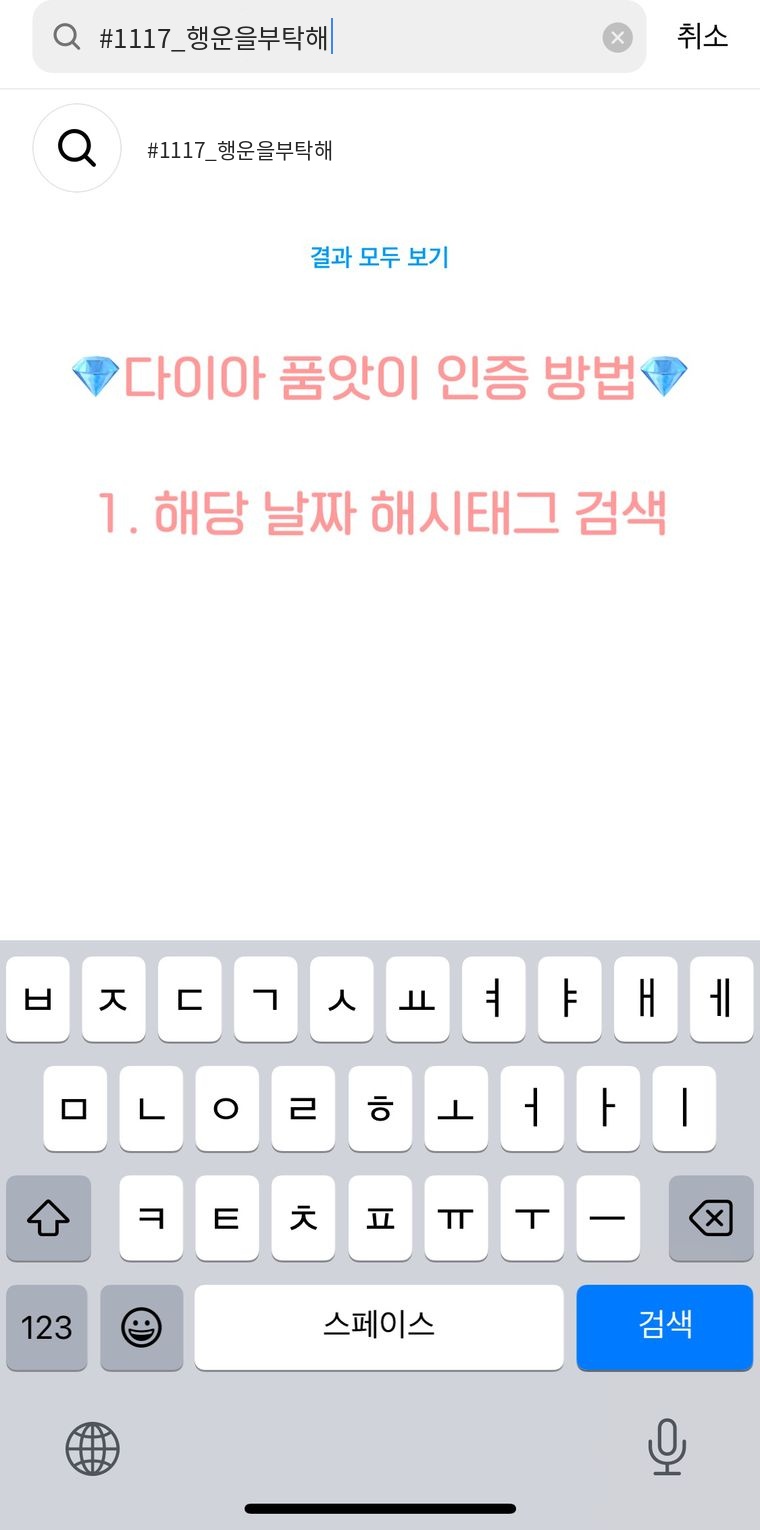 #1117_행운을부탁해 취소
#1117_행운을부탁해
결과 모두 보기
💎다이아 품앗이 인증 방법💎
1. 해당 날짜 해시태그 검색
ㅂ ㅈ ㄷ ㄱ ㅅ ㅛ ㅕ ㅑ ㅐ ㅔ
ㅁ ㄴ ㅇ ㄹ ㅎ ㅗ ㅓ ㅏ ㅣ
ㅋ ㅌ ㅊ ㅍ ㅠ ㅜ ㅡ
123 스페이스 검색